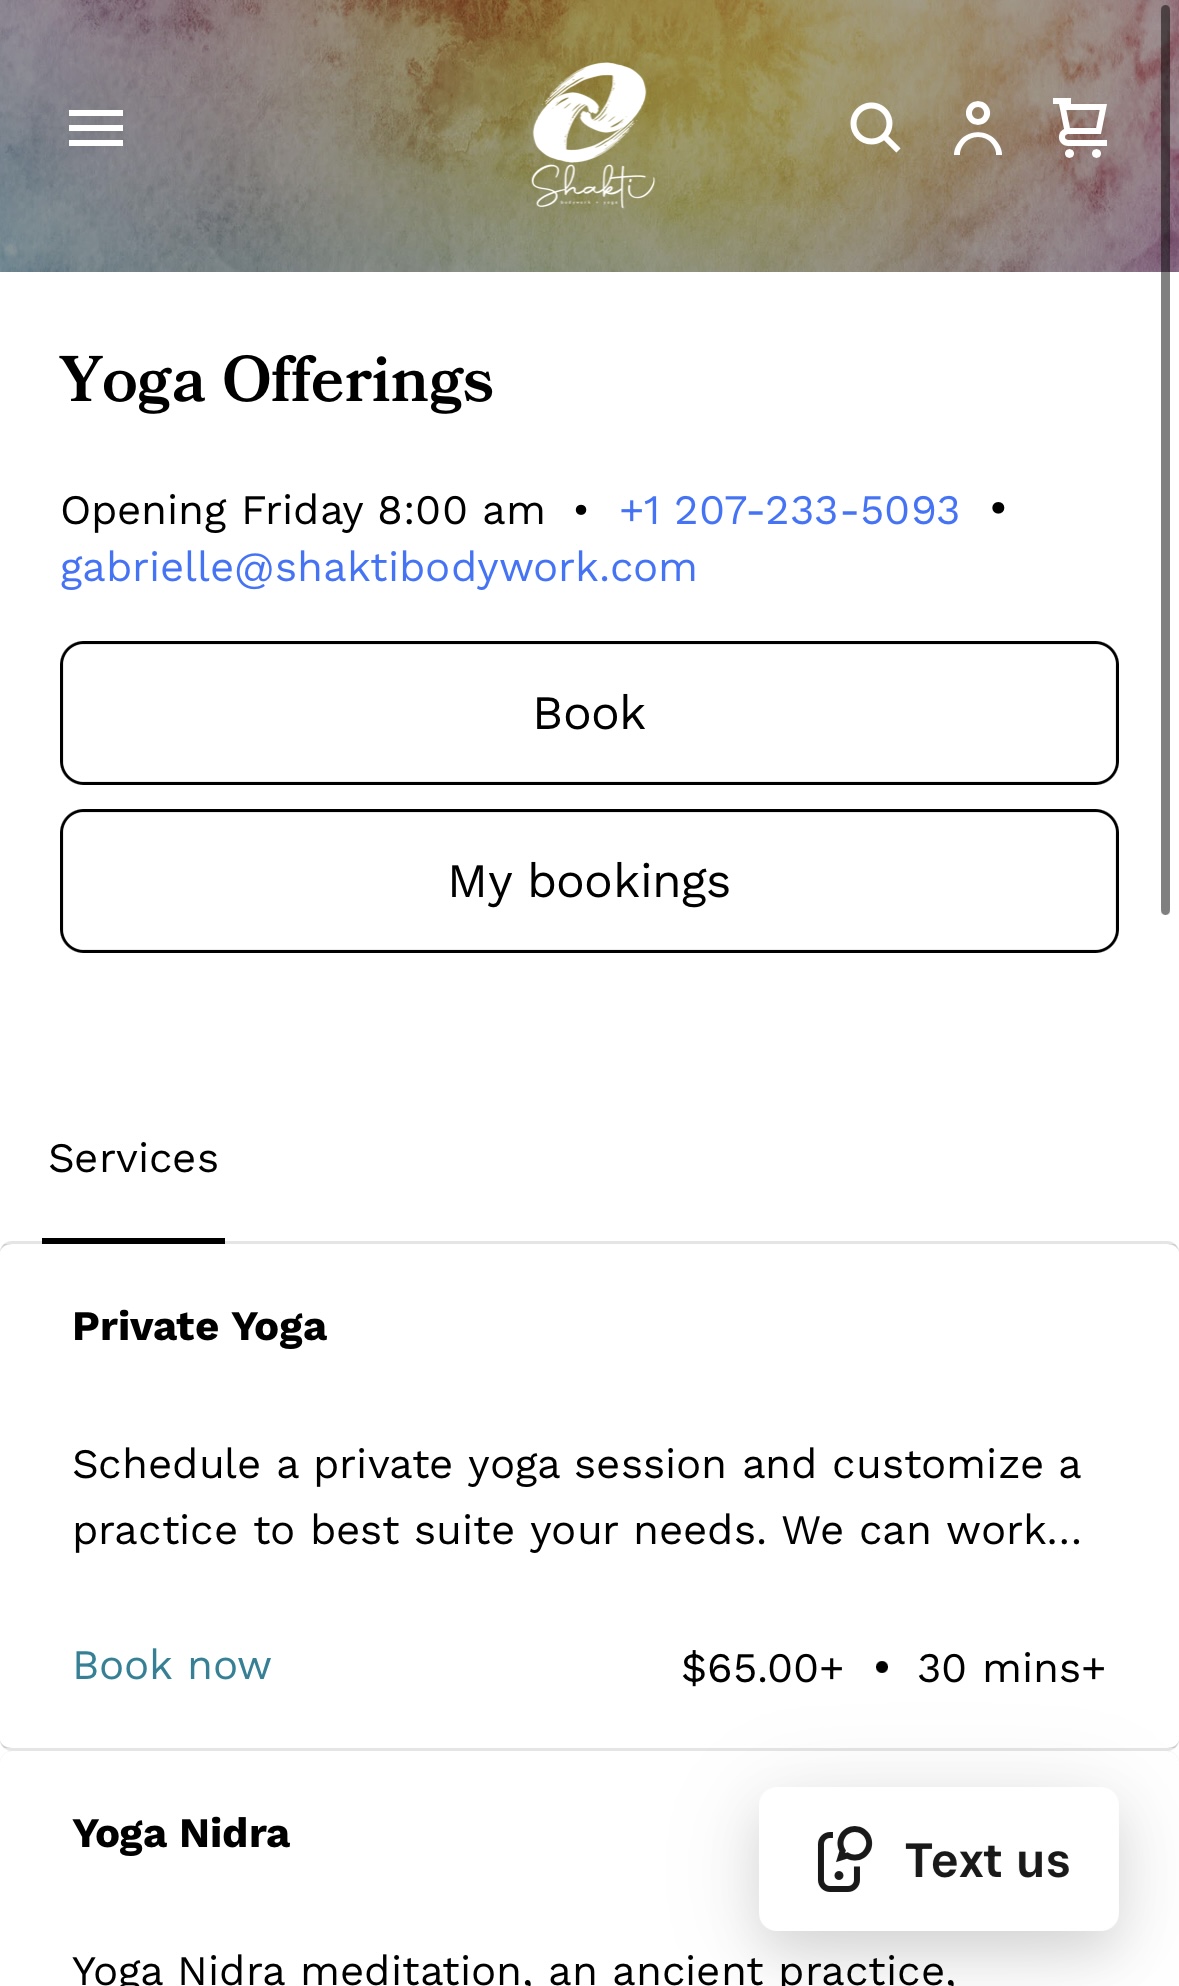 Shakti
bodywork + yoga
Yoga Offerings
Opening Friday 8:00 am • +1 207-233-5093 •
gabrielle@shaktibodywork.com
Book
My bookings
Services
Private Yoga
Schedule a private yoga session and customize a
practice to best suite your needs. We can work...
Book now
$65.00+ • 30 mins+
Yoga Nidra
Text us
Yoga Nidra meditation, an ancient practice,